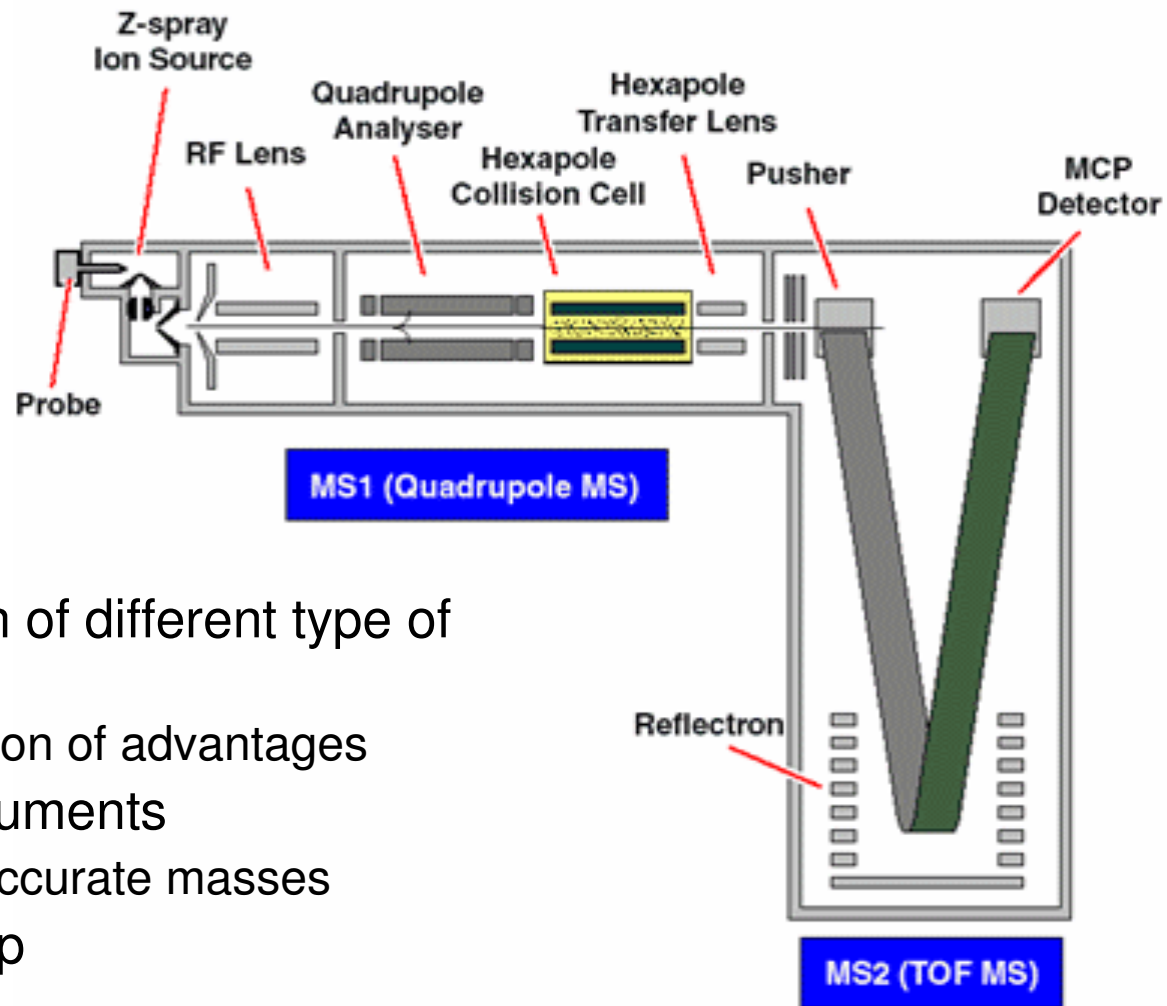 Z-spray
Ion Source
Quadrupole
Analyser
Hexapole
Transfer Lens
RF Lens
Hexapole
Collision Cell
Pusher
MCP
Detector
Probe
MS1 (Quadrupole MS)
of different type of
on of advantages
uments
ccurate masses
p
Reflectron
MS2 (TOF MS)